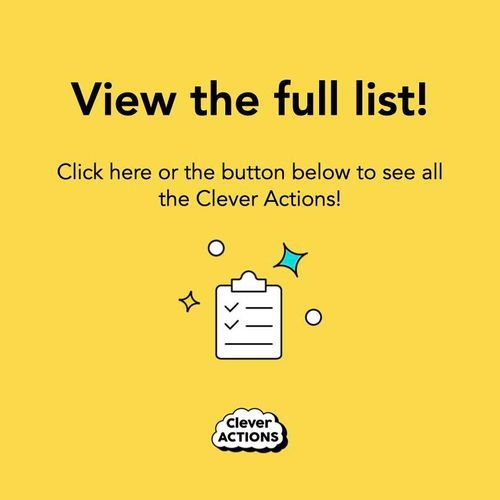 View the full list!
Click here or the button below to see all
the Clever Actions!
Clever
ACTIONS